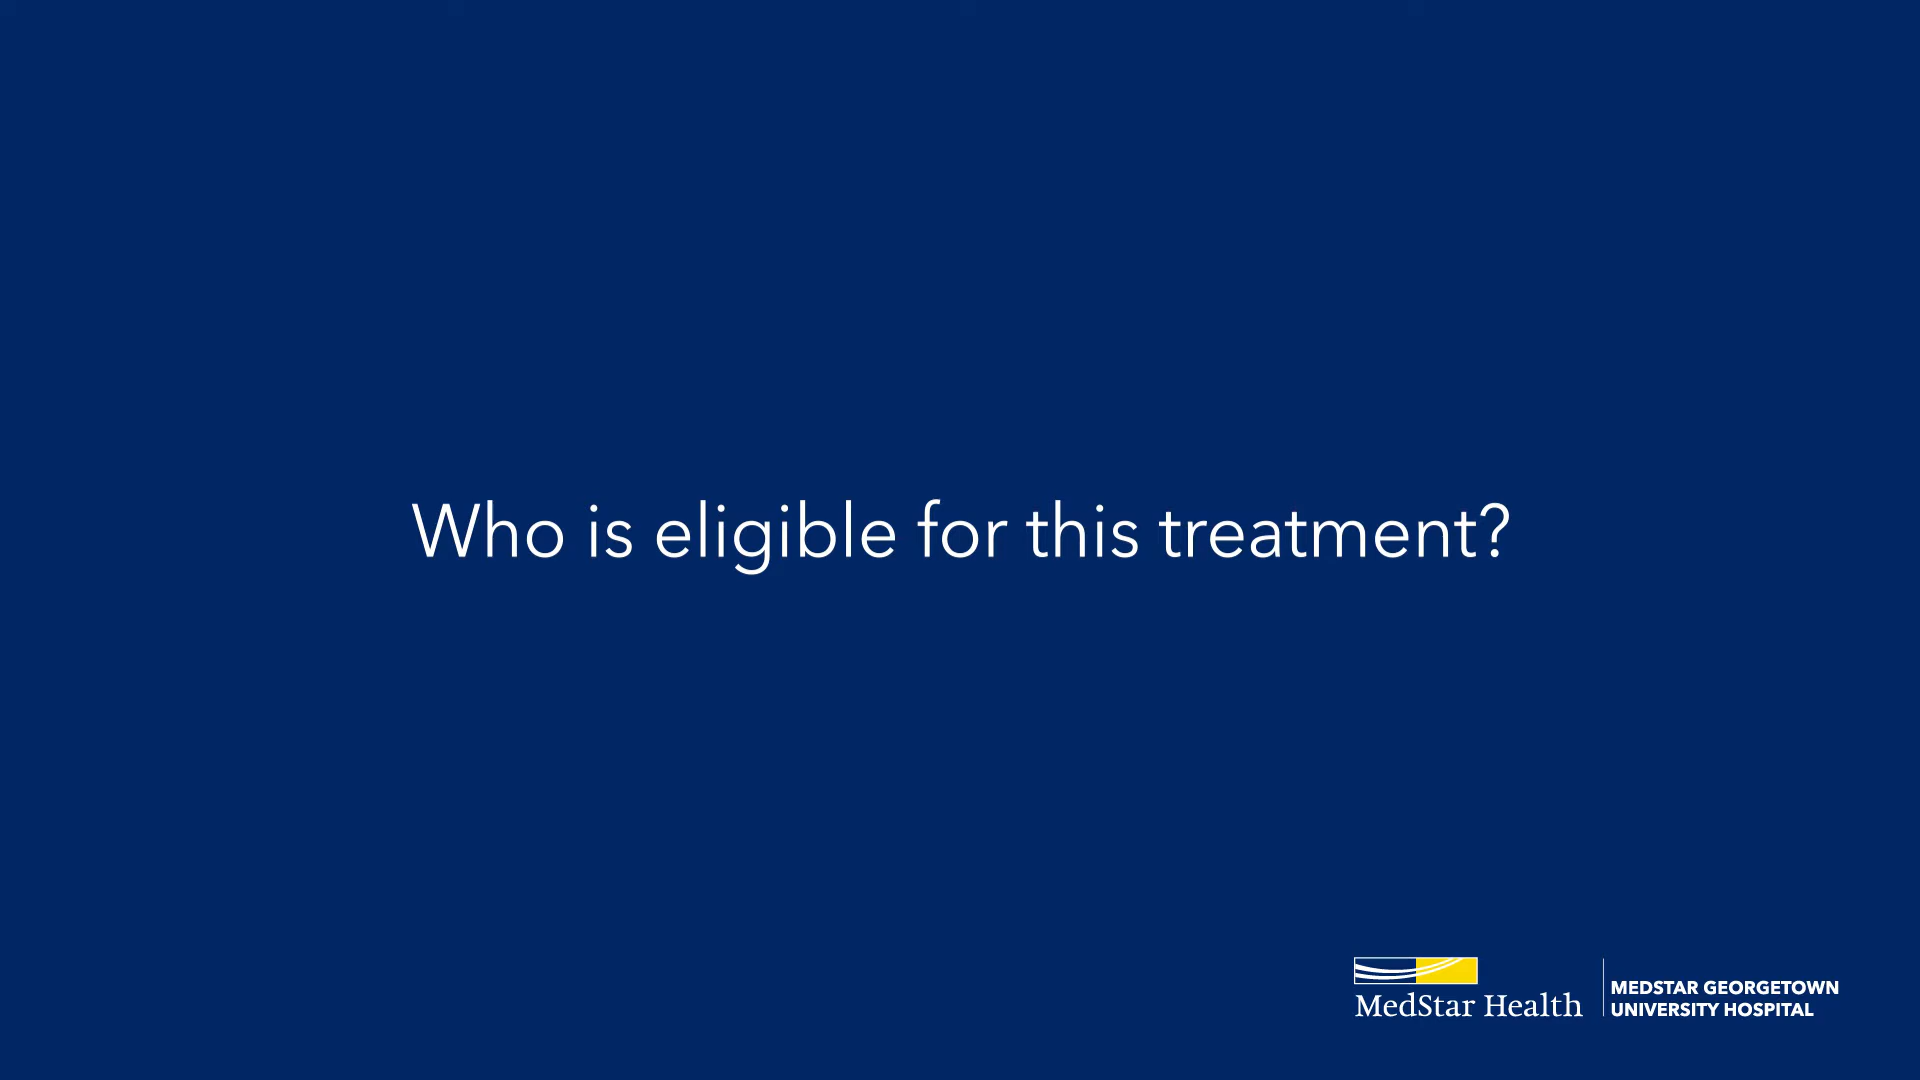 Who is eligible for this treatment?
MedStar Health
MEDSTAR GEORGETOWN
UNIVERSITY HOSPITAL